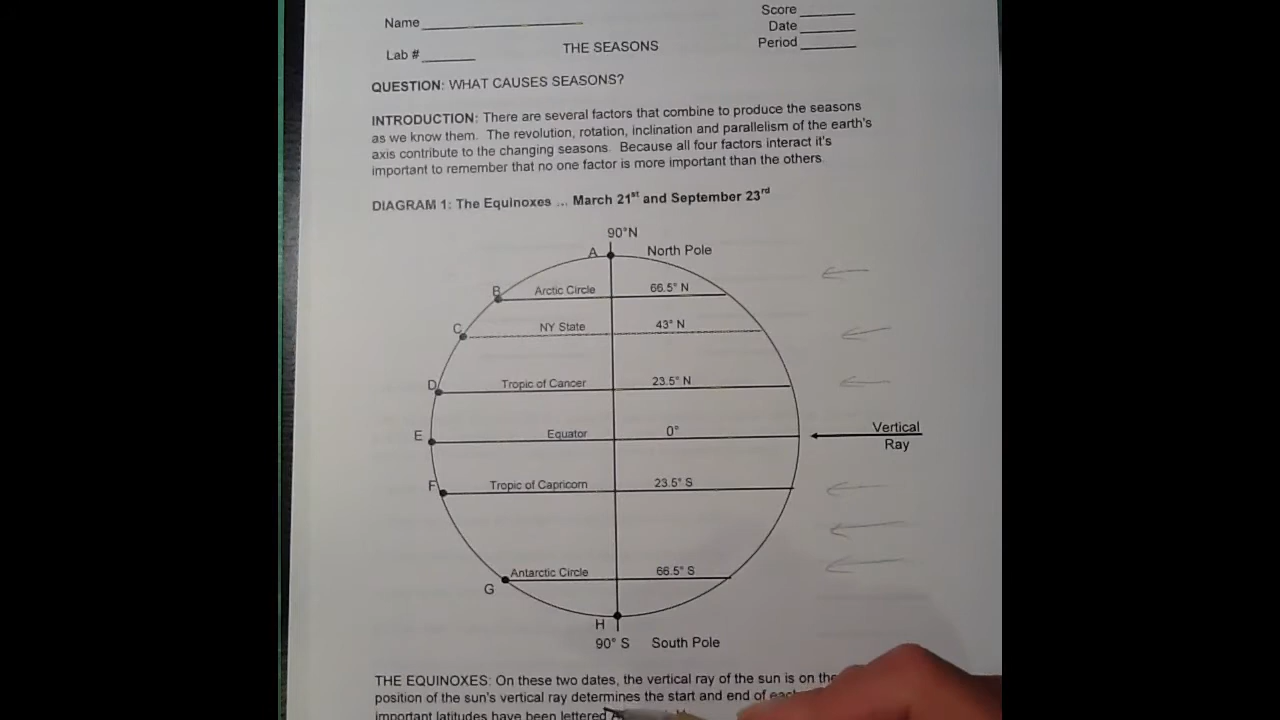 Name
Score
Date
Period
Lab #
THE SEASONS
QUESTION: WHAT CAUSES SEASONS?
INTRODUCTION: There are several factors that combine to produce the seasons
as we know them. The revolution, rotation, inclination and parallelism of the earth's
axis contribute to the changing seasons. Because all four factors interact it's
important to remember that no one factor is more important than the others.
DIAGRAM 1: The Equinoxes ... March 21st and September 23rd
90°N
A
North Pole
B
Arctic Circle
66.5° N
C
NY State
43° N
D
Tropic of Cancer
23.5° N
E
Equator
0°
Vertical
Ray
F
Tropic of Capricorn
23.5° S
Antarctic Circle
66.5° S
G
H
90° S
South Pole
THE EQUINOXES: On these two dates, the vertical ray of the sun is on the
position of the sun's vertical ray determines the start and end of
important latitudes have been lettered